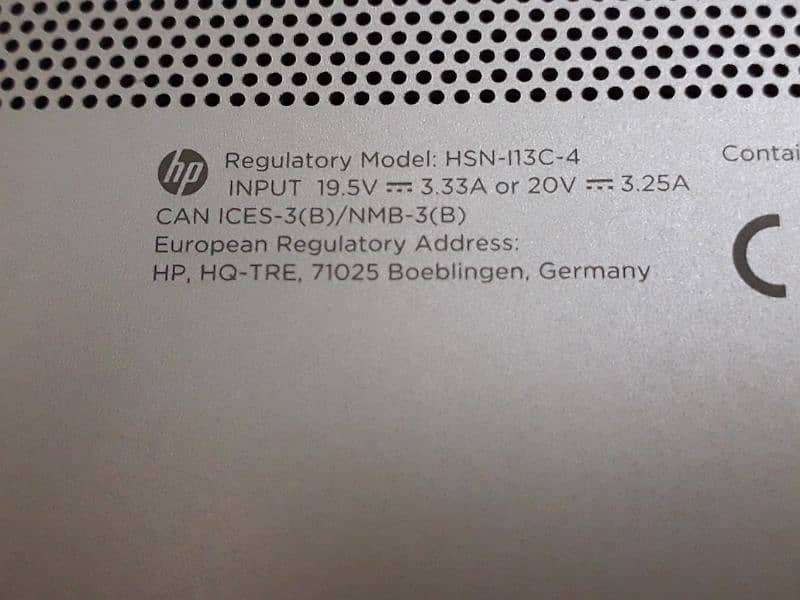 hp Regulatory Model: HSN-I13C-4
INPUT 19.5V ⎓ 3.33A or 20V ⎓ 3.25A
CAN ICES-3(B)/NMB-3(B)
European Regulatory Address:
HP, HQ-TRE, 71025 Boeblingen, Germany